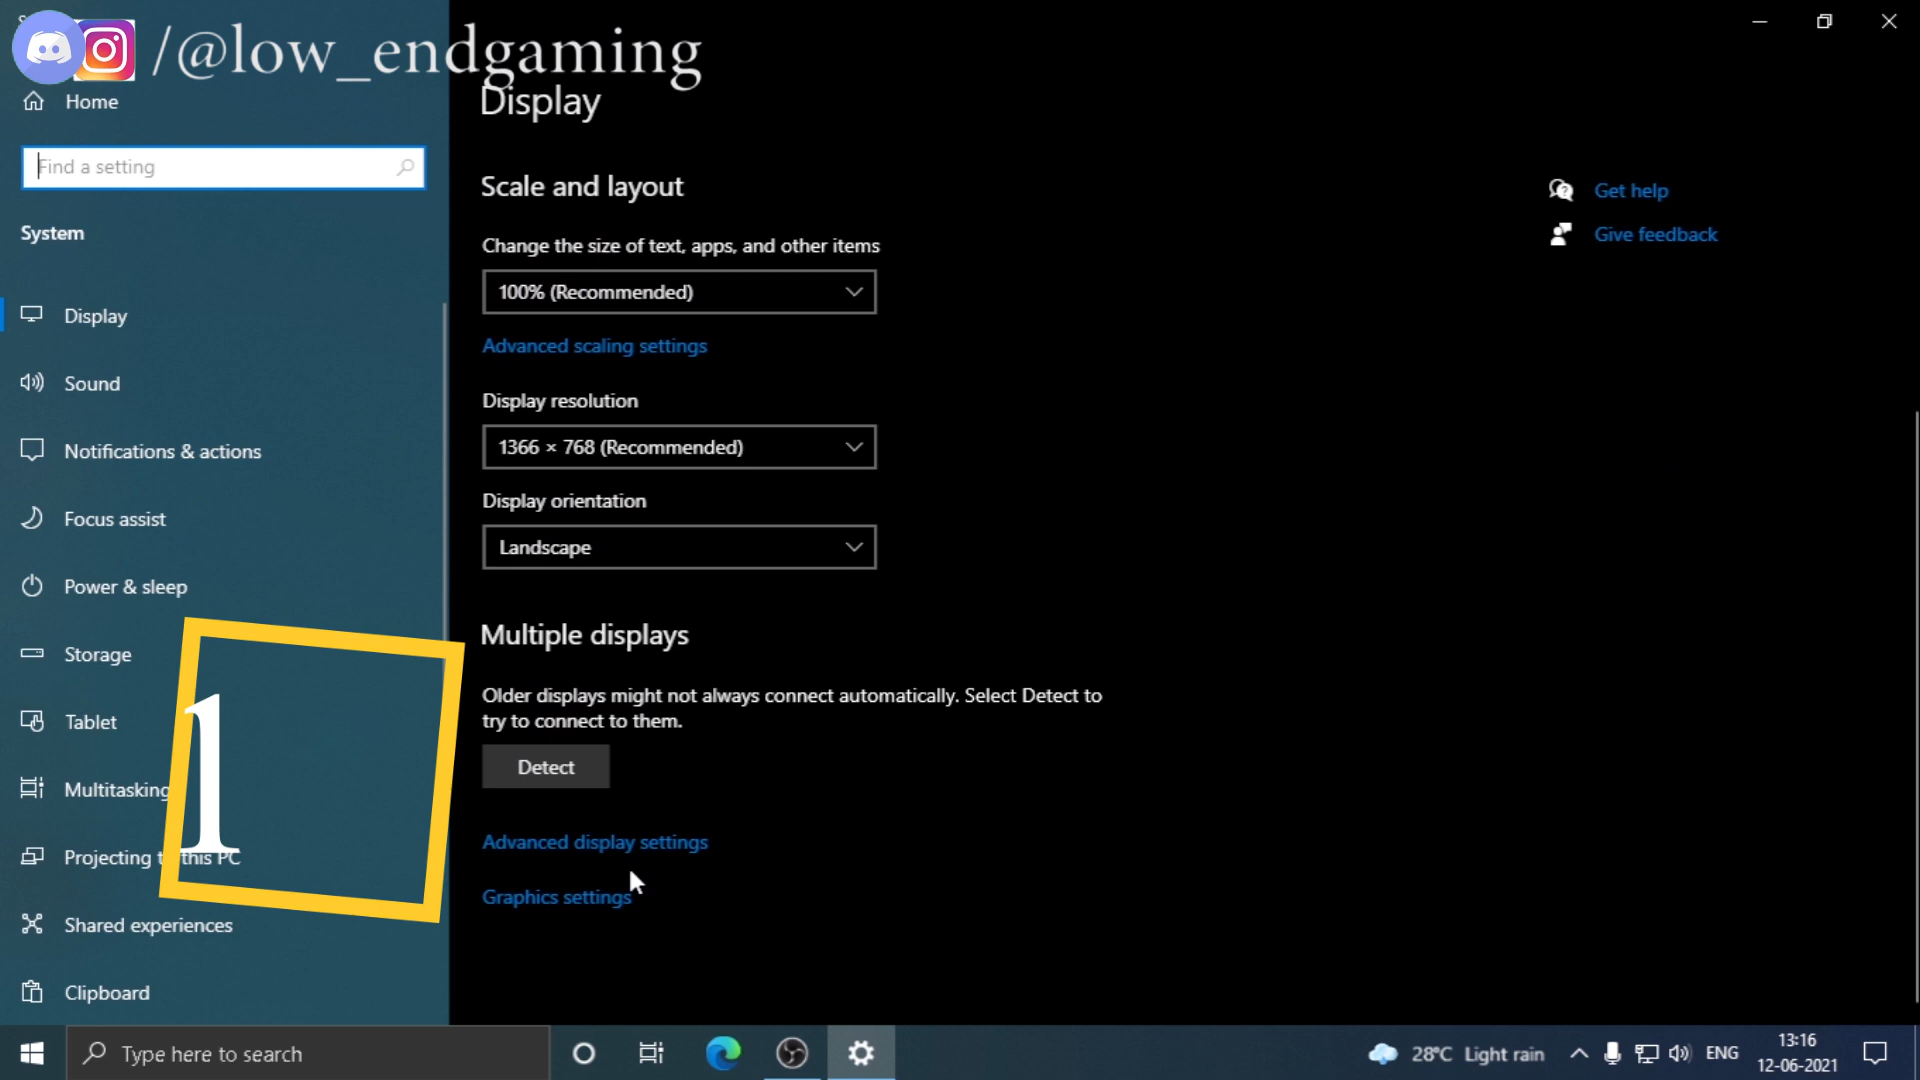 /@low_endgaming
Home
Find a setting
System
Display
Sound
Notifications & actions
Focus assist
Power & sleep
Storage
Tablet
Multitasking
Projecting to this PC
Shared experiences
Clipboard
1
Display
Scale and layout
Change the size of text, apps, and other items
100% (Recommended)
Advanced scaling settings
Display resolution
1366 × 768 (Recommended)
Display orientation
Landscape
Multiple displays
Older displays might not always connect automatically. Select Detect to
try to connect to them.
Detect
Advanced display settings
Graphics settings
Get help
Give feedback
Type here to search
28°C Light rain
ENG
13:16
12-06-2021